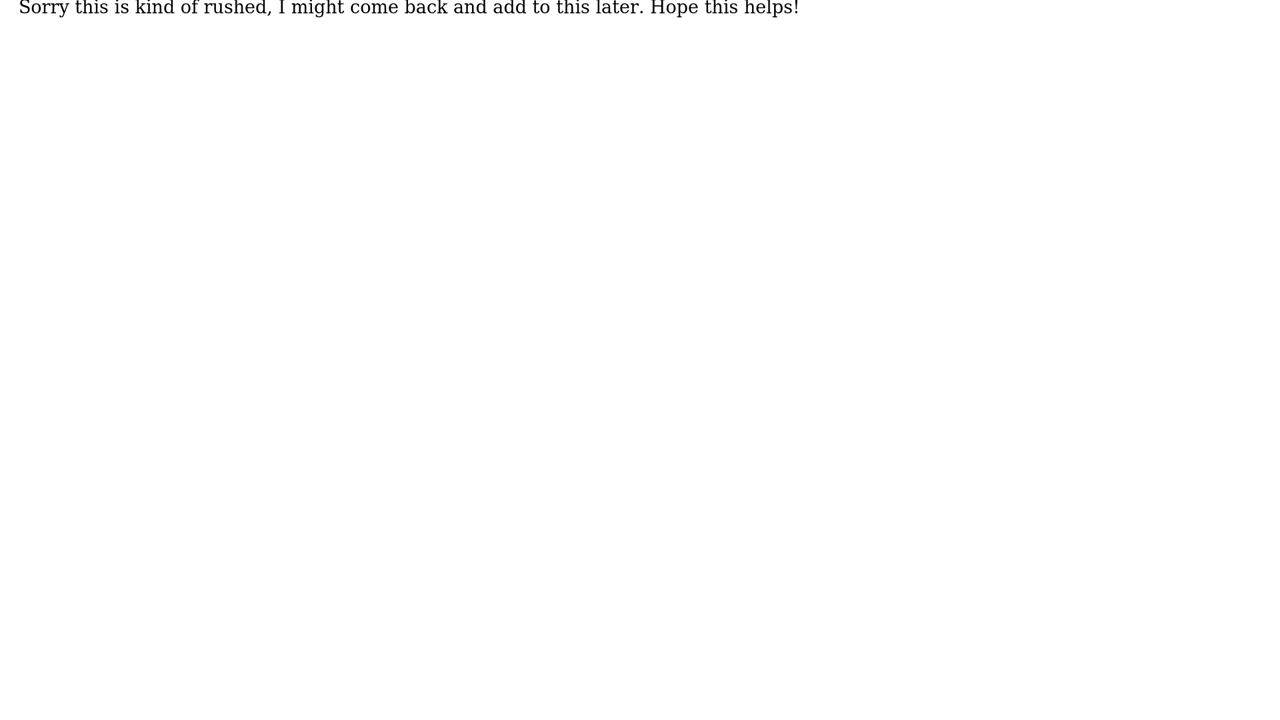 Sorry this is kind of rushed, I might come back and add to this later. Hope this helps!